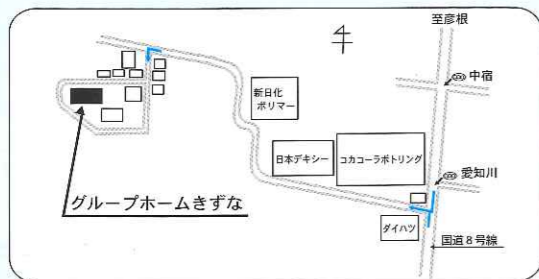 至彦根
中宿
新日化
ポリマー
日本デキシー
コカコーラボトリング
愛知川
グループホームきずな
ダイハツ
国道8号線